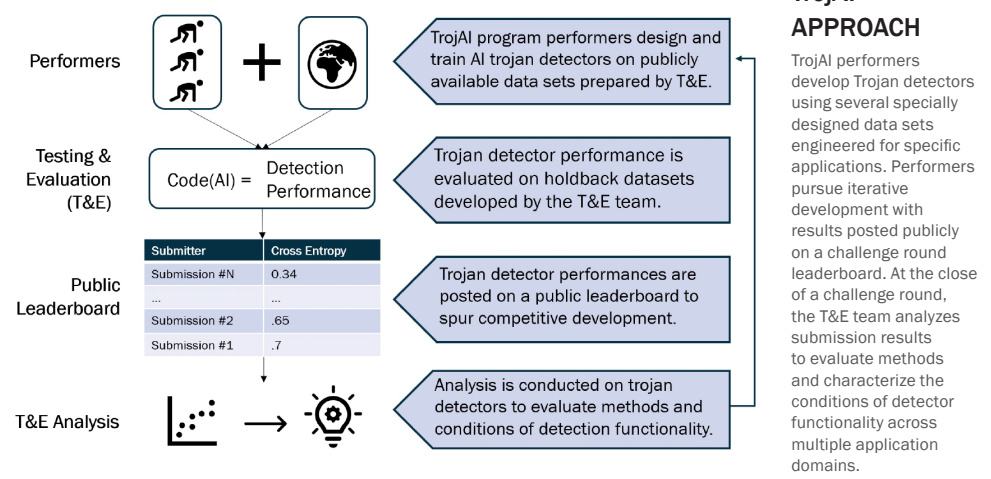 Performers
TrojAI program performers design and
train AI trojan detectors on publicly
available data sets prepared by T&E.
Testing &
Evaluation
(T&E)
Code(AI) =
Detection
Performance
Trojan detector performance is
evaluated on holdback datasets
developed by the T&E team.
Public
Leaderboard
Submitter Cross Entropy
Submission #N 0.34
... ...
Submission #2 .65
Submission #1 .7
Trojan detector performances are
posted on a public leaderboard to
spur competitive development.
T&E Analysis
Analysis is conducted on trojan
detectors to evaluate methods and
conditions of detection functionality.
APPROACH
TrojAI performers
develop Trojan detectors
using several specially
designed data sets
engineered for specific
applications. Performers
pursue iterative
development with
results posted publicly
on a challenge round
leaderboard. At the close
of a challenge round,
the T&E team analyzes
submission results
to evaluate methods
and characterize the
conditions of detector
functionality across
multiple application
domains.